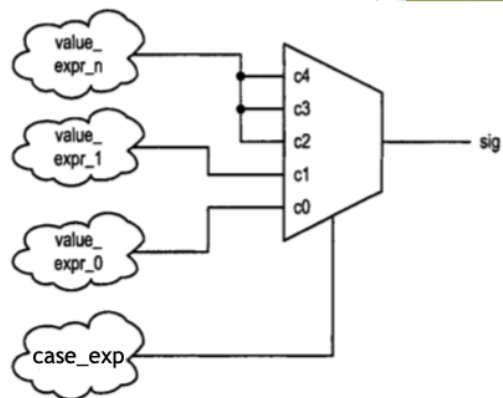 value_
expr_n
value_
expr_1
value_
expr_0
case_exp
c4
c3
c2
c1
c0
sig